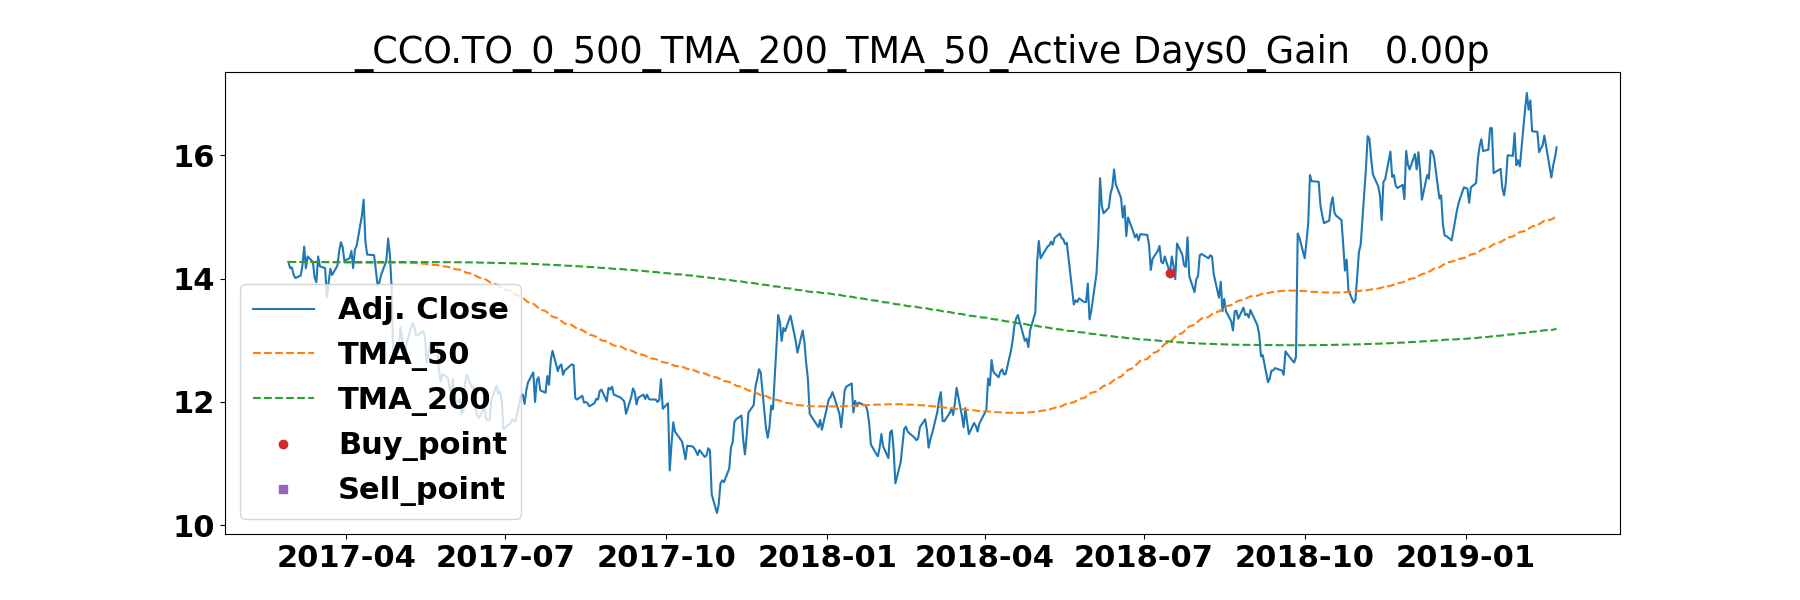 _CCO.TO_0_500_TMA_200_TMA_50_Active Days0_Gain   0.00p
16
14
12
10
Adj. Close
TMA_50
TMA_200
Buy_point
Sell_point
2017-04 2017-07 2017-10 2018-01 2018-04 2018-07 2018-10 2019-01